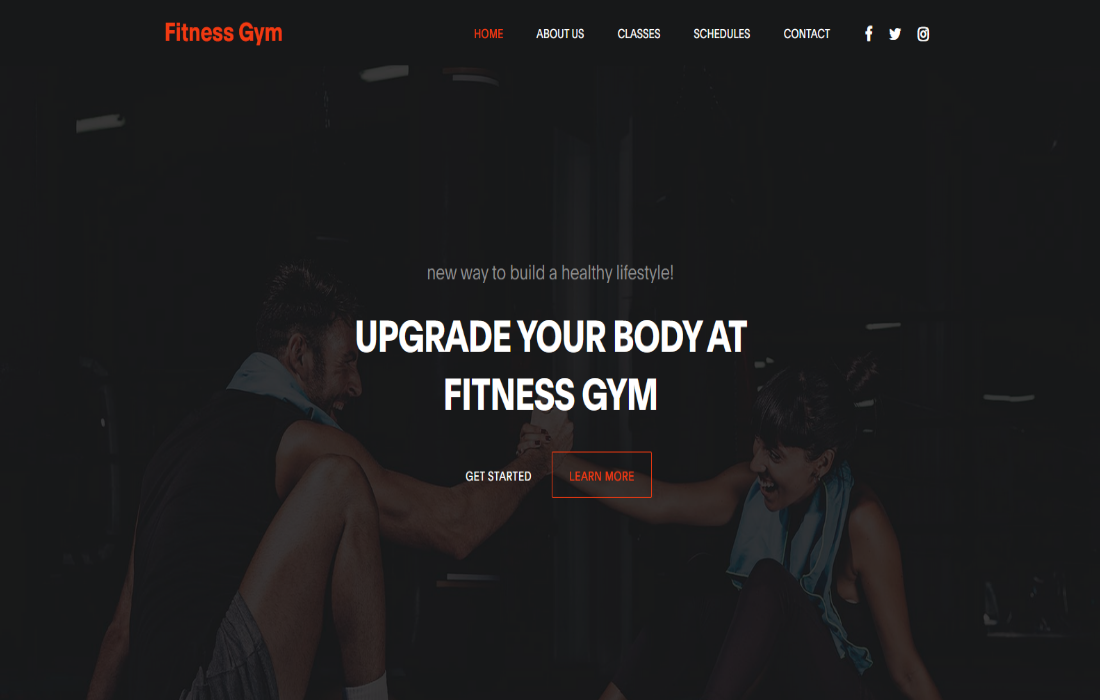 Fitness Gym
HOME ABOUT US CLASSES SCHEDULES CONTACT
new way to build a healthy lifestyle!
UPGRADE YOUR BODY AT
FITNESS GYM
GET STARTED LEARN MORE